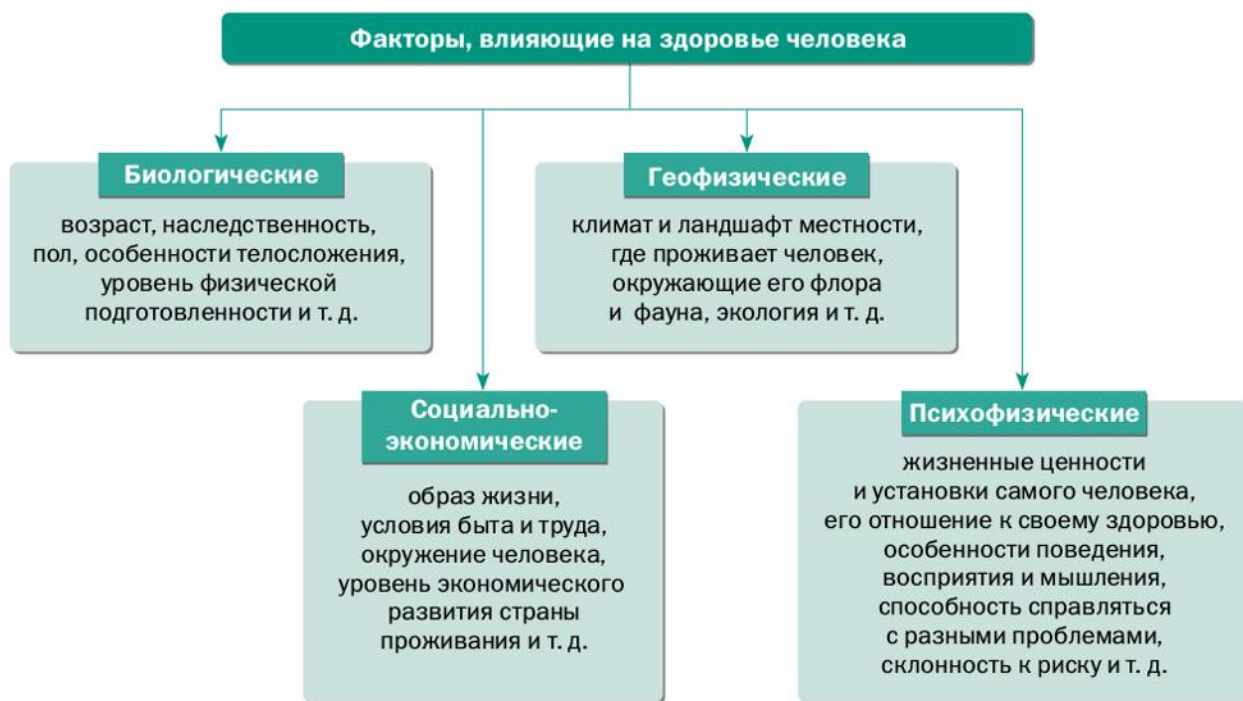 Факторы, влияющие на здоровье человека
Биологические
возраст, наследственность,
пол, особенности телосложения,
уровень физической
подготовленности и т. д.
Геофизические
климат и ландшафт местности,
где проживает человек,
окружающие его флора
и фауна, экология и т. д.
Социально-
экономические
образ жизни,
условия быта и труда,
окружение человека,
уровень экономического
развития страны
проживания и т. д.
Психофизические
жизненные ценности
и установки самого человека,
его отношение к своему здоровью,
особенности поведения,
восприятия и мышления,
способность справляться
с разными проблемами,
склонность к риску и т. д.